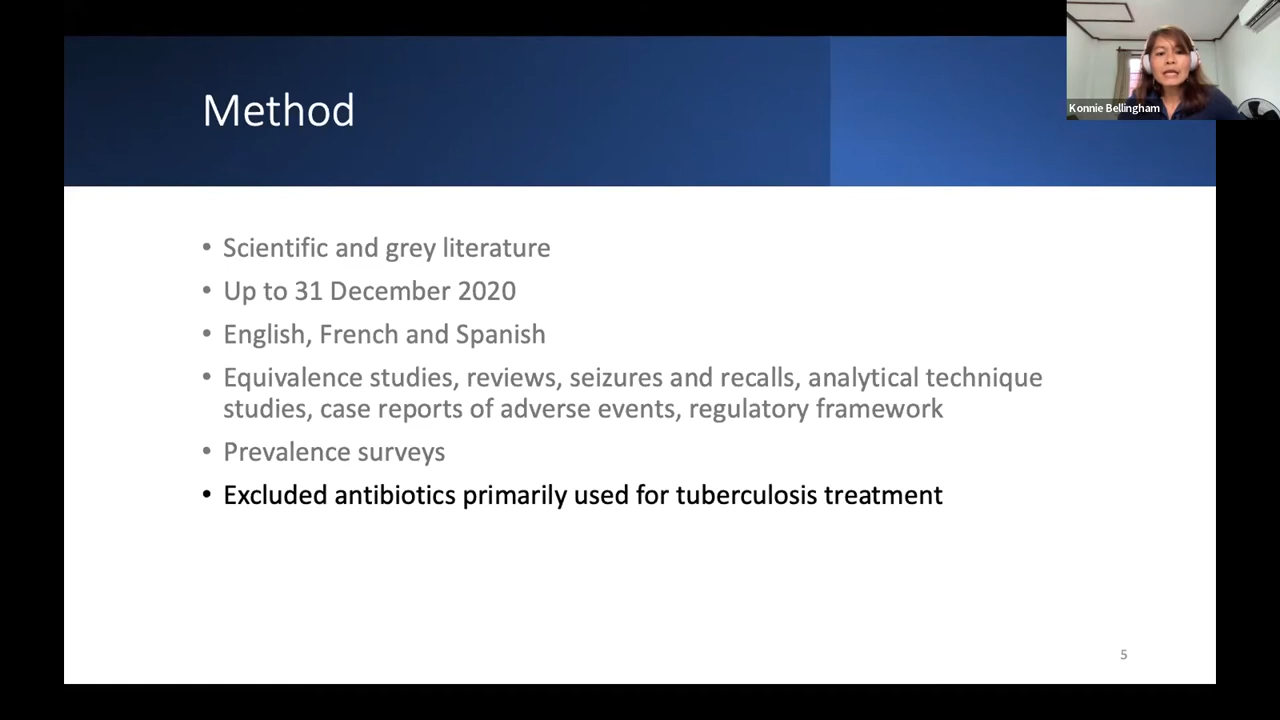 Method
Konnie Bellingham
• Scientific and grey literature
• Up to 31 December 2020
• English, French and Spanish
• Equivalence studies, reviews, seizures and recalls, analytical technique
studies, case reports of adverse events, regulatory framework
• Prevalence surveys
• Excluded antibiotics primarily used for tuberculosis treatment
5